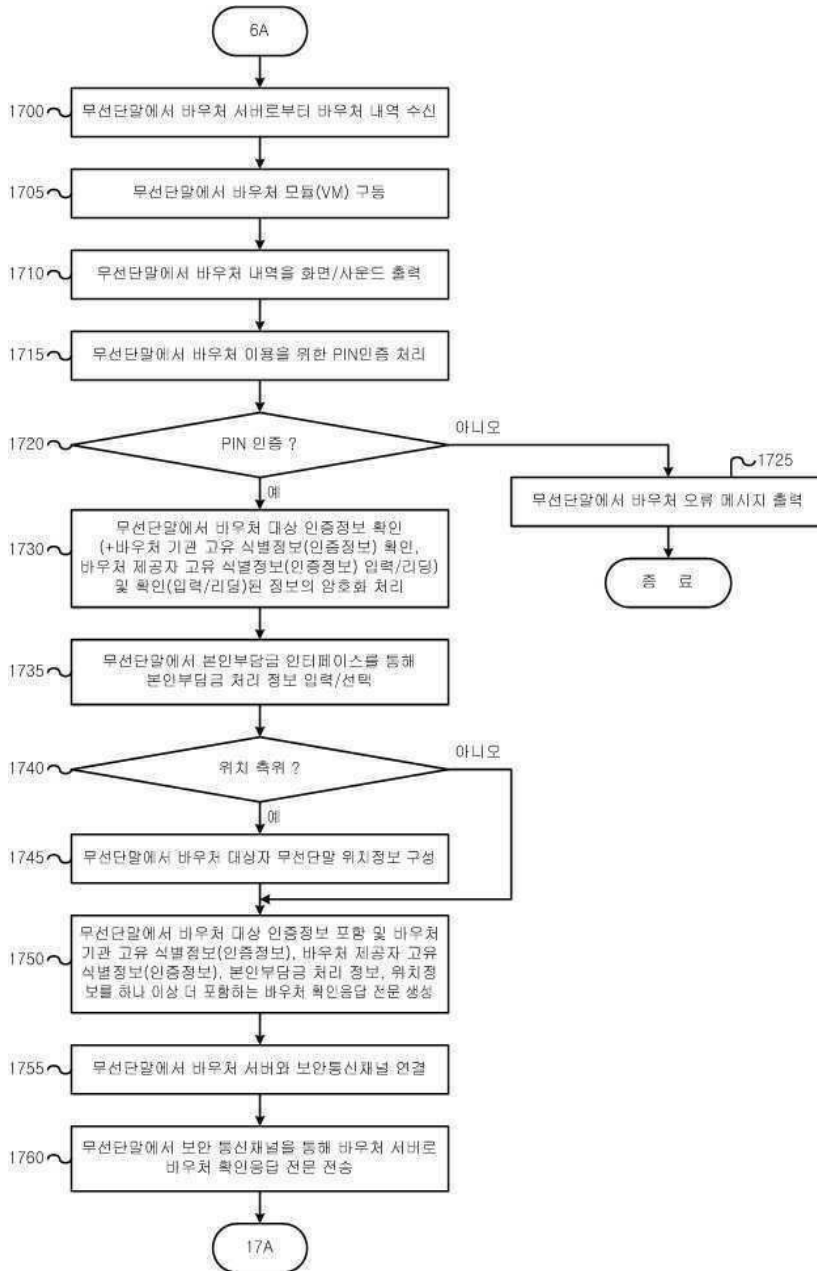 6A
1700
무선단말에서 바우처 서버로부터 바우처 내역 수신
1705
무선단말에서 바우처 모듈(VM) 구동
1710
무선단말에서 바우처 내역을 화면/사운드 출력
1715
무선단말에서 바우처 이용을 위한 PIN인증 처리
1720
PIN 인증 ?
아니오
예
1725
무선단말에서 바우처 오류 메시지 출력
종 료
1730
무선단말에서 바우처 대상 인증정보 확인
(+바우처 기관 고유 식별정보(인증정보) 확인,
바우처 제공자 고유 식별정보(인증정보) 입력/리딩)
및 확인(입력/리딩)된 정보의 암호화 처리
1735
무선단말에서 본인부담금 인터페이스를 통해
본인부담금 처리 정보 입력/선택
1740
위치 측위 ?
아니오
예
1745
무선단말에서 바우처 대상자 무선단말 위치정보 구성
1750
무선단말에서 바우처 대상 인증정보 포함 및 바우처
기관 고유 식별정보(인증정보), 바우처 제공자 고유
식별정보(인증정보), 본인부담금 처리 정보, 위치정
보를 하나 이상 더 포함하는 바우처 확인응답 전문 생성
1755
무선단말에서 바우처 서버와 보안통신채널 연결
1760
무선단말에서 보안 통신채널을 통해 바우처 서버로
바우처 확인응답 전문 전송
17A